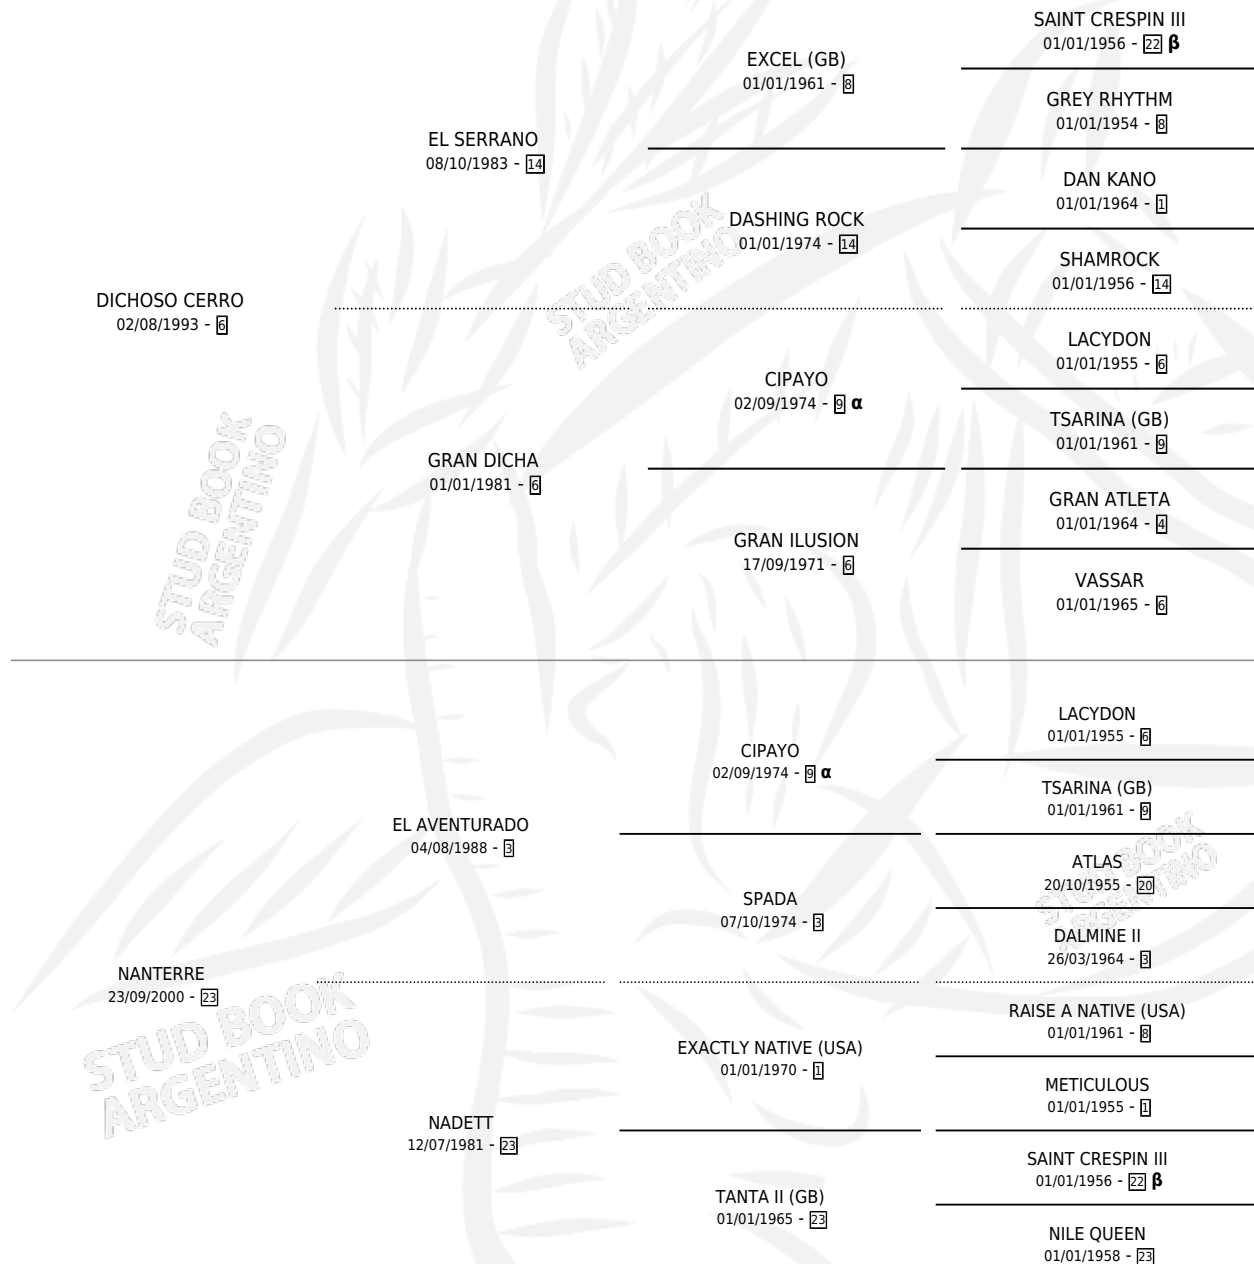 SAINT CRESPIN III
01/01/1956 - 22 β
EXCEL (GB)
01/01/1961 - 8
GREY RHYTHM
01/01/1954 - 8
EL SERRANO
08/10/1983 - 14
DAN KANO
01/01/1964 - 1
DASHING ROCK
01/01/1974 - 14
SHAMROCK
01/01/1956 - 14
DICHOSO CERRO
02/08/1993 - 6
LACYDON
01/01/1955 - 6
CIPAYO
02/09/1974 - 9 α
TSARINA (GB)
01/01/1961 - 9
GRAN DICHA
01/01/1981 - 6
GRAN ATLETA
01/01/1964 - 4
GRAN ILUSION
17/09/1971 - 6
VASSAR
01/01/1965 - 6
LACYDON
01/01/1955 - 6
CIPAYO
02/09/1974 - 9 α
TSARINA (GB)
01/01/1961 - 9
EL AVENTURADO
04/08/1988 - 3
ATLAS
20/10/1955 - 20
SPADA
07/10/1974 - 3
DALMINE II
26/03/1964 - 3
NANTERRE
23/09/2000 - 23
RAISE A NATIVE (USA)
01/01/1961 - 8
EXACTLY NATIVE (USA)
01/01/1970 - 1
METICULOUS
01/01/1955 - 1
NADETT
12/07/1981 - 23
SAINT CRESPIN III
01/01/1956 - 22 β
TANTA II (GB)
01/01/1965 - 23
NILE QUEEN
01/01/1958 - 23
STUD BOOK
ARGENTINO
STUD BOOK
ARGENTINO
STUD BOOK
ARGENTINO
STUD BOOK
ARGENTINO